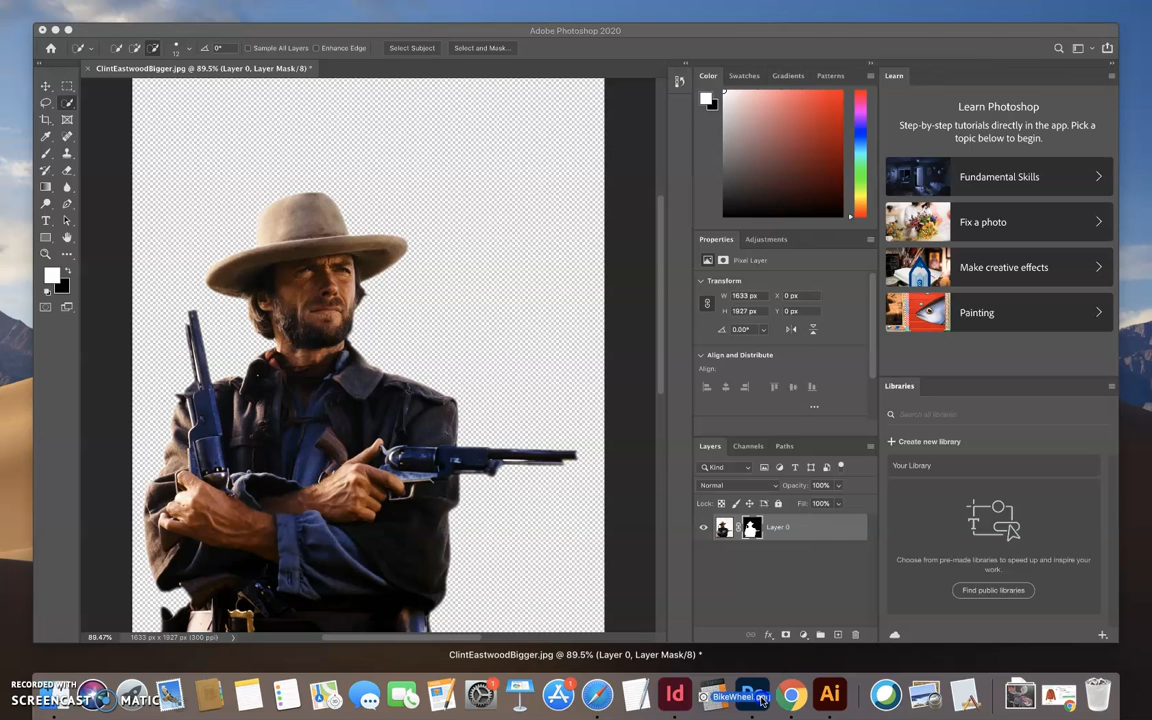 Adobe Photoshop 2020
12 0° Sample All Layers Enhance Edge Select Subject Select and Mask...
× ClintEastwoodBigger.jpg @ 89.5% (Layer 0, Layer Mask/8) *
Color Swatches Gradients Patterns
Learn
Learn Photoshop
Step-by-step tutorials directly in the app. Pick a
topic below to begin.
Fundamental Skills
Fix a photo
Make creative effects
Painting
Properties Adjustments
Pixel Layer
Transform
W 1633 px X 0 px
H 1927 px Y 0 px
0.00°
Align and Distribute
Align:
Layers Channels Paths
Kind
Normal Opacity: 100%
Lock: Fill: 100%
Layer 0
Libraries
Search all libraries
Create new library
Your Library
Choose from pre-made libraries to speed up and inspire your
work.
Find public libraries
89.47% 1633 px x 1927 px (300 ppi)
ClintEastwoodBigger.jpg @ 89.5% (Layer 0, Layer Mask/8) *
RECORDED WITH
SCREENCAST MATIC
1
1
Id
Ai